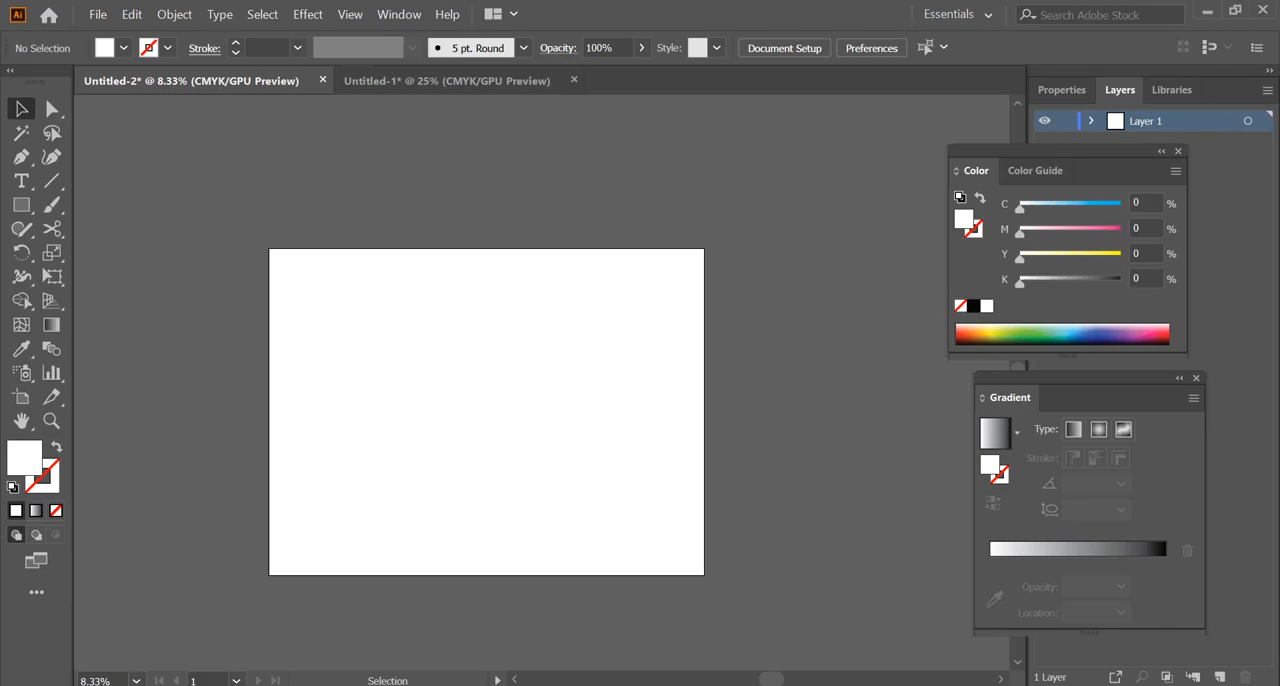 Ai File Edit Object Type Select Effect View Window Help Essentials Search Adobe Stock
No Selection Stroke: 5 pt. Round Opacity: 100% Style: Document Setup Preferences
Untitled-2* @ 8.33% (CMYK/GPU Preview) Untitled-1* @ 25% (CMYK/GPU Preview)
Properties Layers Libraries
Layer 1
Color Color Guide
C 0 %
M 0 %
Y 0 %
K 0 %
Gradient
Type:
Stroke:
Opacity:
Location:
8.33% 1 Selection
1 Layer